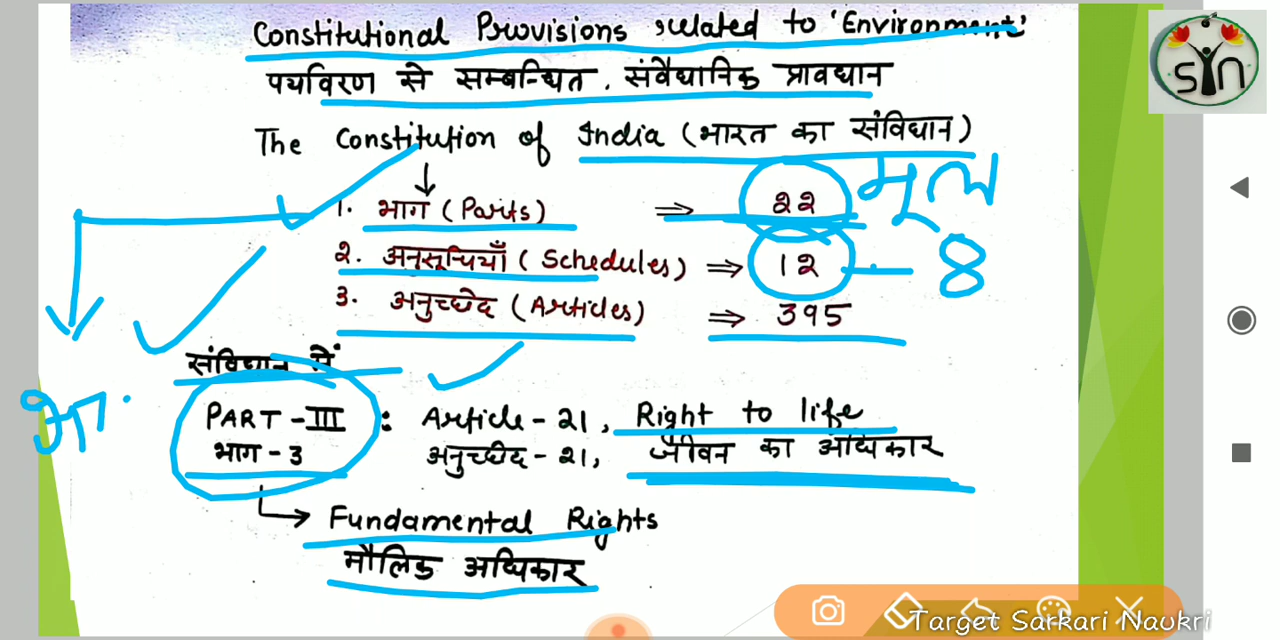 Constitutional Provisions related to 'Environment'
पर्यावरण से सम्बन्धित . संवैधानिक प्रावधान
The Constitution of India (भारत का संविधान)
1. भाग (Parts) ⇒ 22 मूल
2. अनुसूचियाँ (Schedules) ⇒ 12 — 8
3. अनुच्छेद (Articles) ⇒ 395
संविधान में
PART-III : Article-21, Right to life
भाग-3 अनुच्छेद-21, जीवन का अधिकार
Fundamental Rights
मौलिक अधिकार
SYN
Target Sarkari Naukri